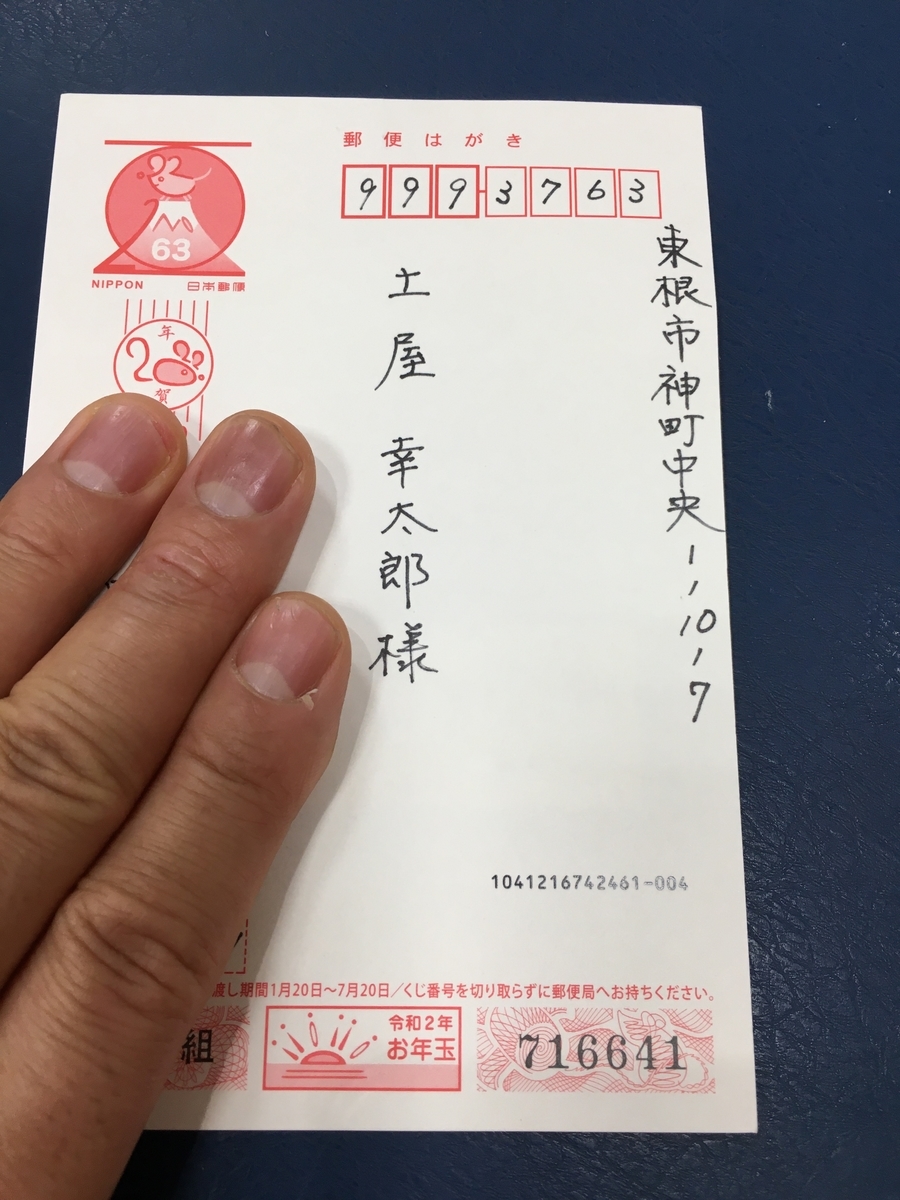 郵便はがき
999-3763
東根市神町中央1-10-7
土屋 幸太郎様
63
NIPPON 日本郵便
年
20
賀
1041216742461-004
渡し期間1月20日～7月20日／くじ番号を切り取らずに郵便局へお持ちください。
組
令和2年
お年玉
716641